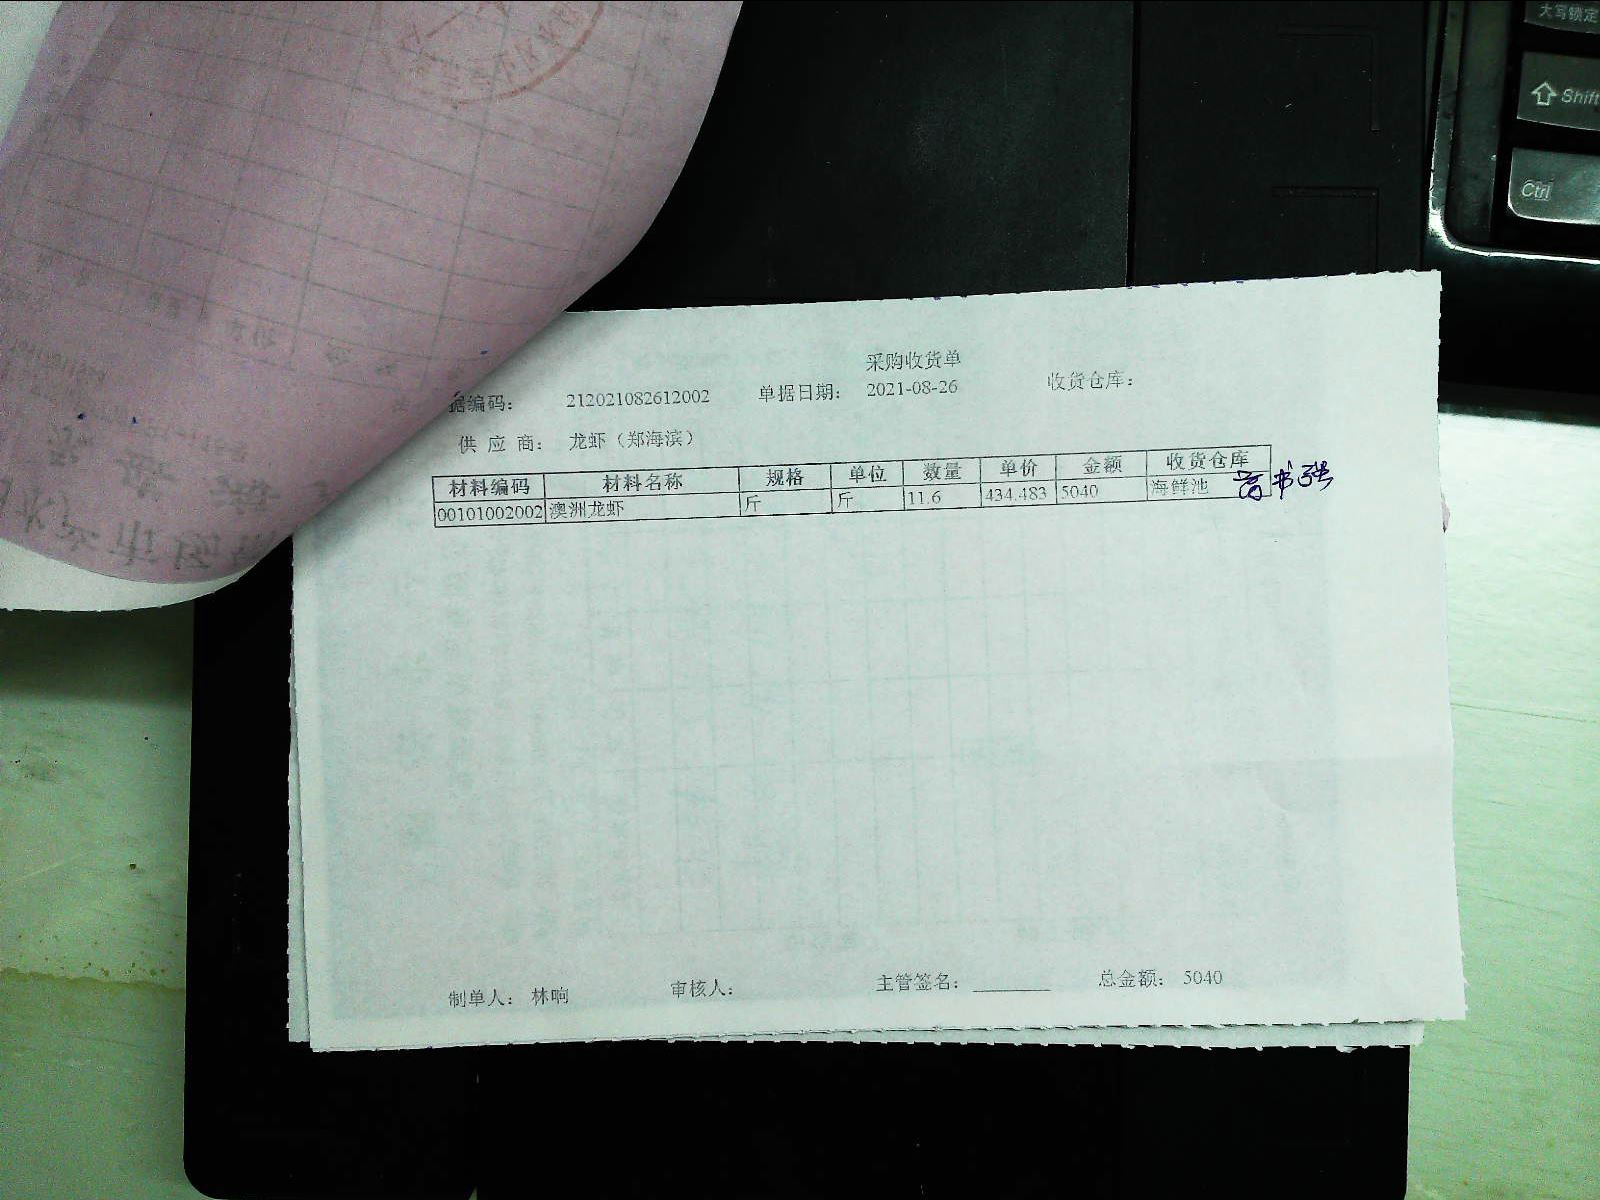 大写锁定
Shift
Ctrl
采购收货单
据编码： 212021082612002 单据日期： 2021-08-26 收货仓库：
供 应 商： 龙虾（郑海滨）
材料编码 材料名称 规格 单位 数量 单价 金额 收货仓库
00101002002 澳洲龙虾 斤 斤 11.6 434.483 5040 海鲜池
制单人： 林响 审核人： 主管签名： ________ 总金额： 5040